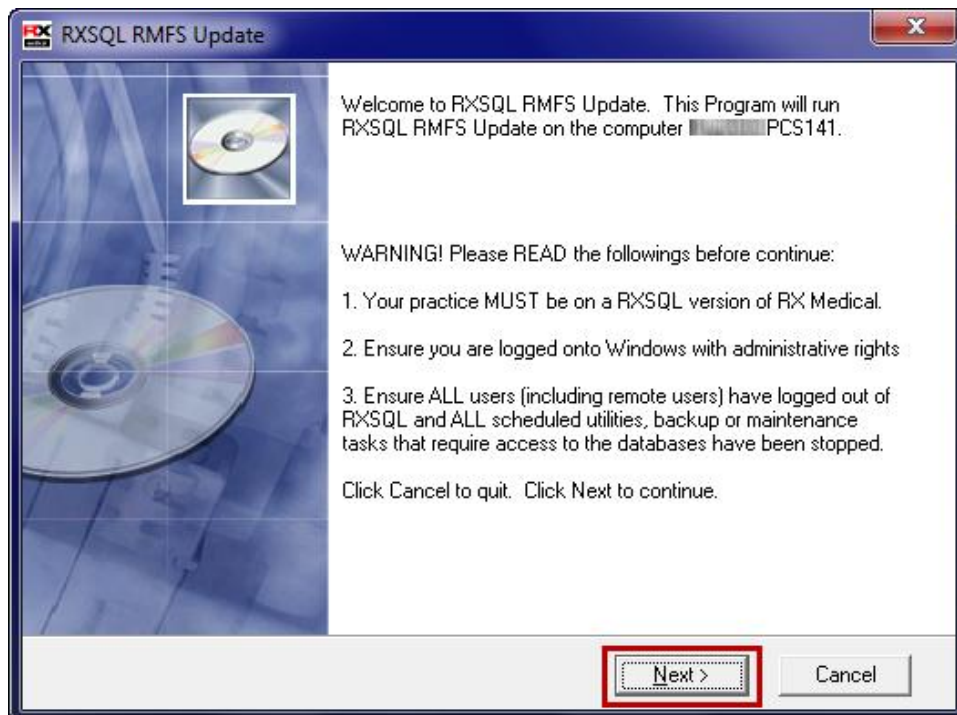 RX
RXSQL RMFS Update
Welcome to RXSQL RMFS Update. This Program will run
RXSQL RMFS Update on the computer PCS141.
WARNING! Please READ the followings before continue:
1. Your practice MUST be on a RXSQL version of RX Medical.
2. Ensure you are logged onto Windows with administrative rights
3. Ensure ALL users (including remote users) have logged out of
RXSQL and ALL scheduled utilities, backup or maintenance
tasks that require access to the databases have been stopped.
Click Cancel to quit. Click Next to continue.
Next >
Cancel